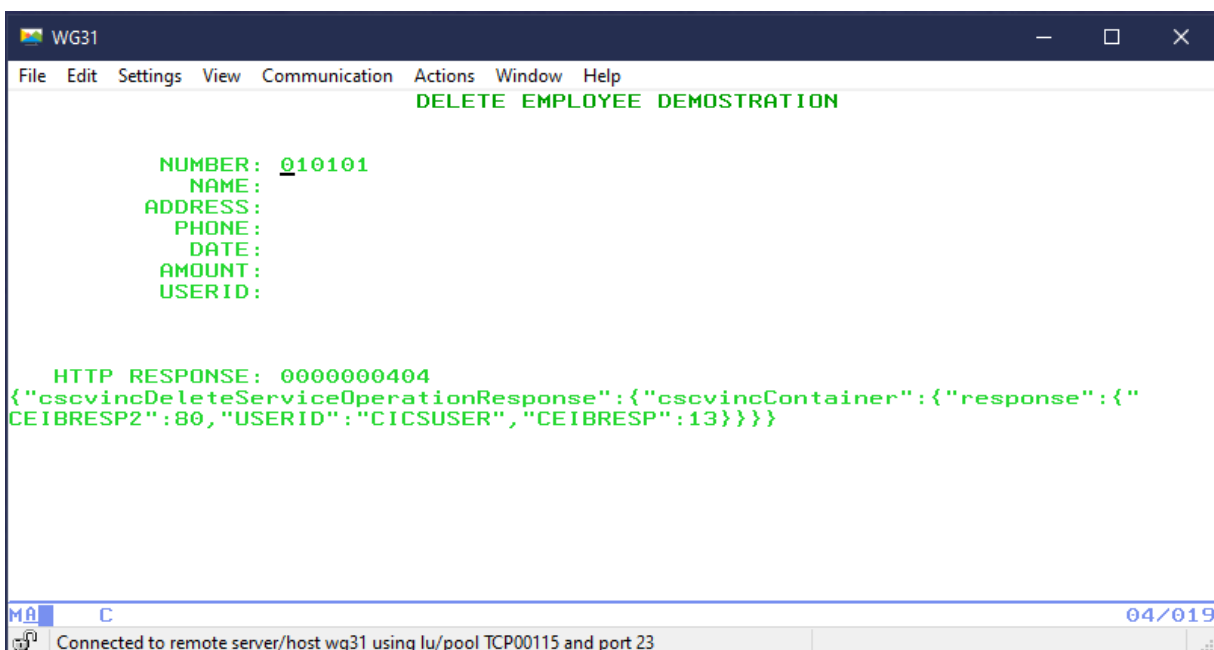 WG31
File Edit Settings View Communication Actions Window Help
DELETE EMPLOYEE DEMOSTRATION
NUMBER: 010101
NAME:
ADDRESS:
PHONE:
DATE:
AMOUNT:
USERID:
HTTP RESPONSE: 0000000404
{"cscvincDeleteServiceOperationResponse":{"cscvincContainer":{"response":{"
CEIBRESP2":80,"USERID":"CICSUSER","CEIBRESP":13}}}}
MA C 04/019
Connected to remote server/host wg31 using lu/pool TCP00115 and port 23